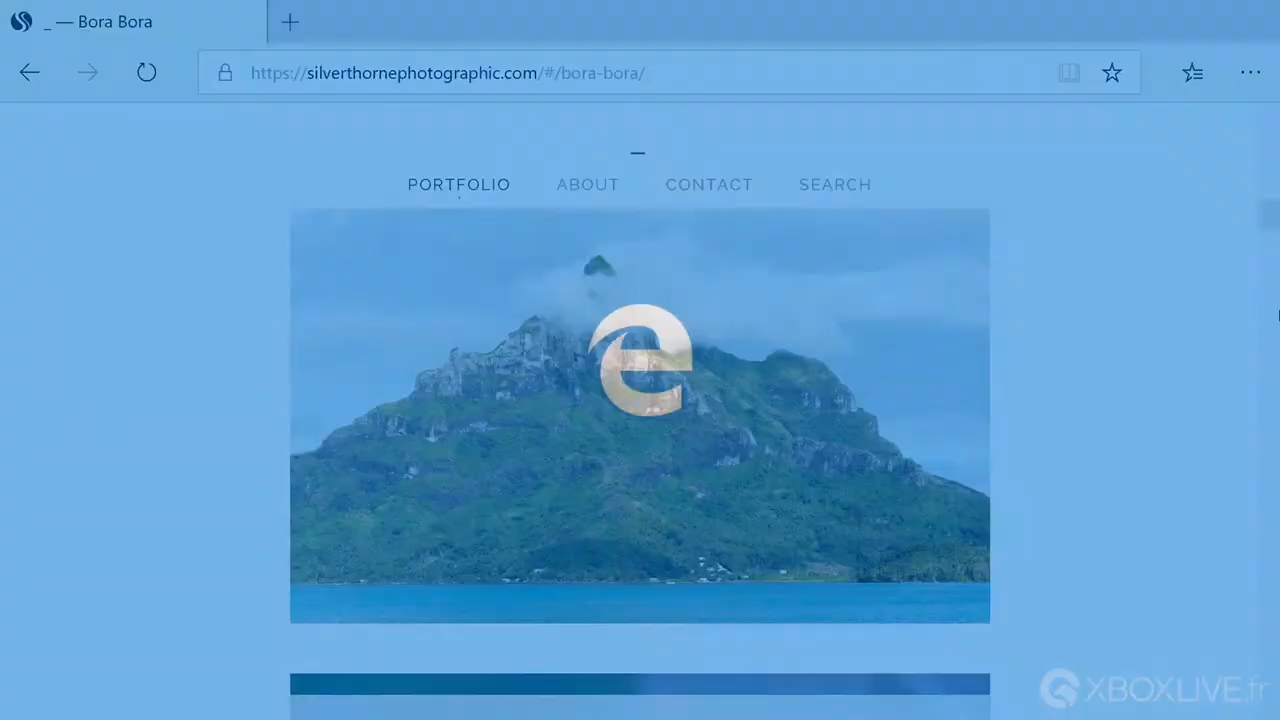 _ — Bora Bora
https://silverthornephotographic.com/#/bora-bora/
PORTFOLIO ABOUT CONTACT SEARCH
XBOXLIVE.fr